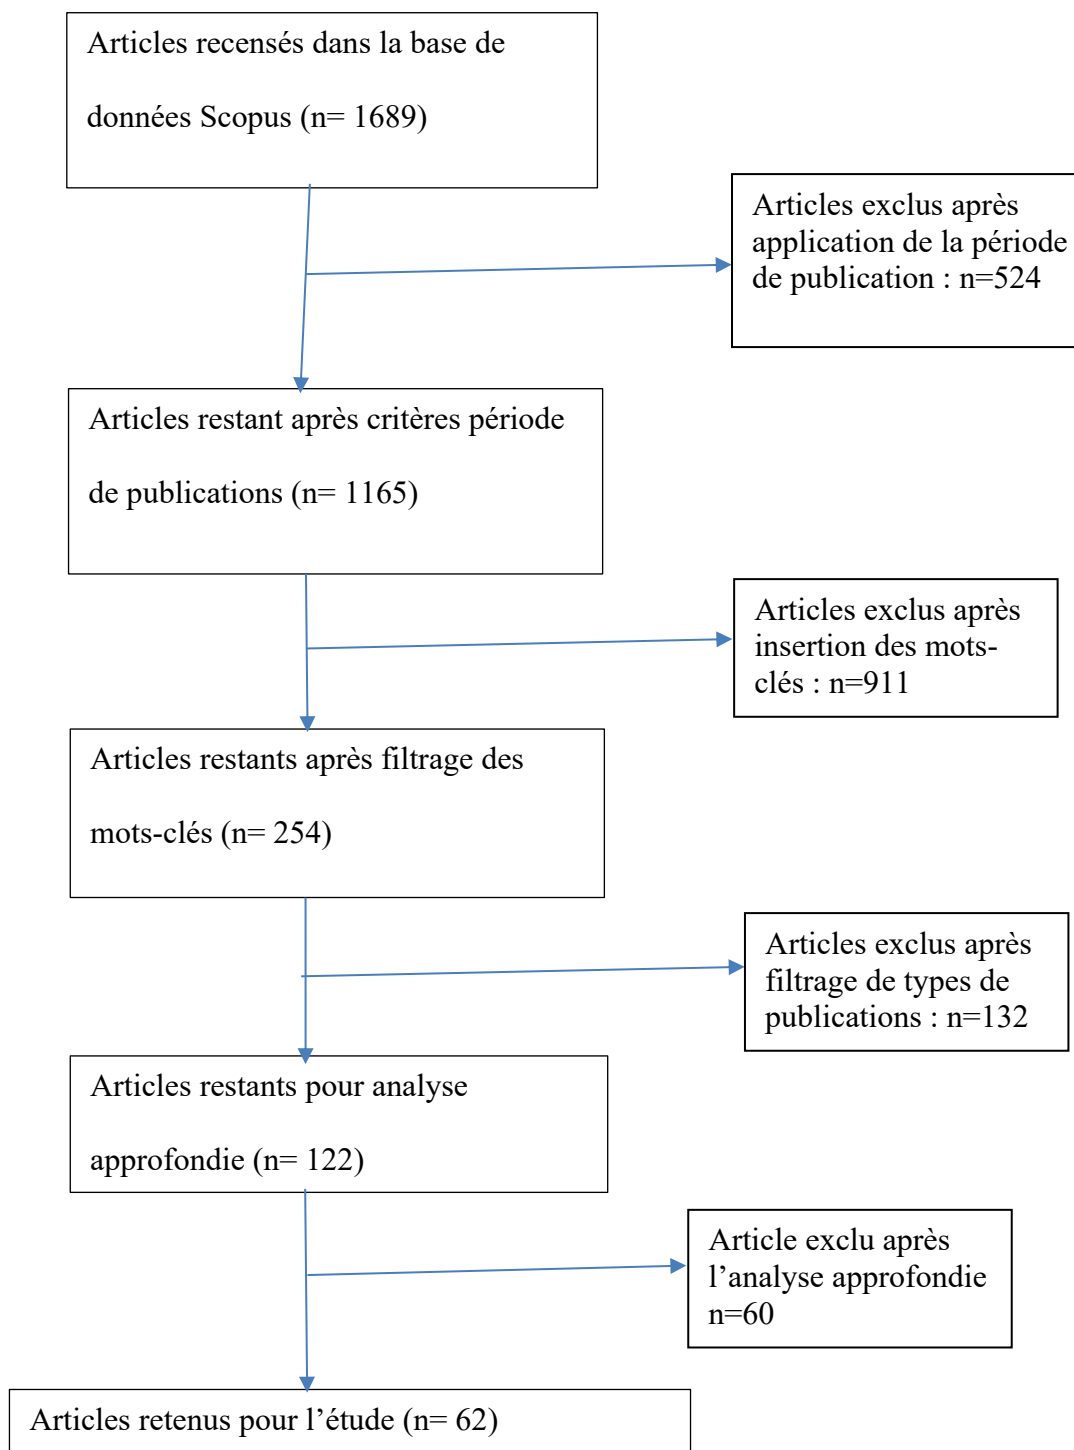 Articles recensés dans la base de
données Scopus (n= 1689)
Articles exclus après
application de la période
de publication : n=524
Articles restant après critères période
de publications (n= 1165)
Articles exclus après
insertion des mots-
clés : n=911
Articles restants après filtrage des
mots-clés (n= 254)
Articles exclus après
filtrage de types de
publications : n=132
Articles restants pour analyse
approfondie (n= 122)
Article exclu après
l’analyse approfondie
n=60
Articles retenus pour l’étude (n= 62)